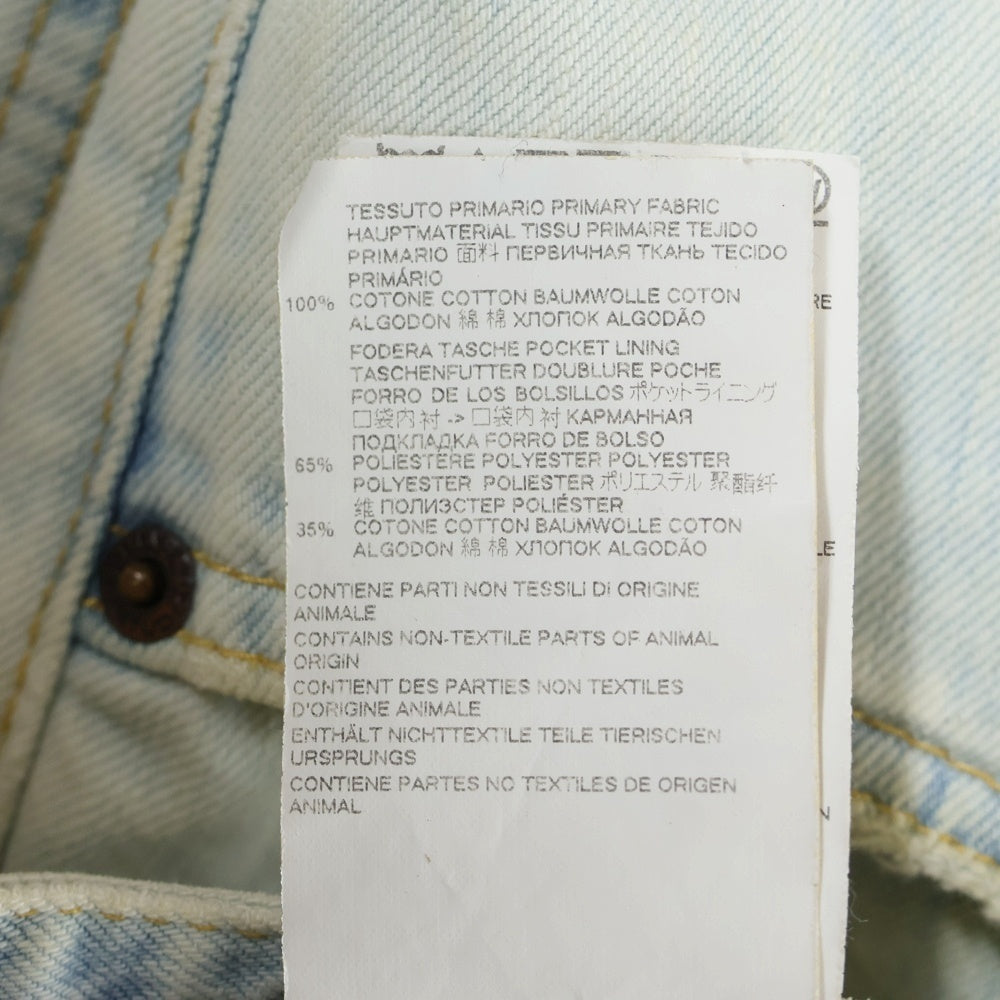 TESSUTO PRIMARIO PRIMARY FABRIC
HAUPTMATERIAL TISSU PRIMAIRE TEJIDO
PRIMARIO 面料 ПЕРВИЧНАЯ ТКАНЬ TECIDO
PRIMÁRIO
100% COTONE COTTON BAUMWOLLE COTON
ALGODON 綿 棉 ХЛОПОК ALGODÃO
FODERA TASCHE POCKET LINING
TASCHENFUTTER DOUBLURE POCHE
FORRO DE LOS BOLSILLOS ポケットライニング
口袋内衬 -> 口袋内衬 КАРМАННАЯ
ПОДКЛАДКА FORRO DE BOLSO
65% POLIESTERE POLYESTER POLYESTER
POLYESTER POLIESTER ポリエステル 聚酯纤
维 ПОЛИЭСТЕР POLIÉSTER
35% COTONE COTTON BAUMWOLLE COTON
ALGODON 綿 棉 ХЛОПОК ALGODÃO
CONTIENE PARTI NON TESSILI DI ORIGINE
ANIMALE
CONTAINS NON-TEXTILE PARTS OF ANIMAL
ORIGIN
CONTIENT DES PARTIES NON TEXTILES
D'ORIGINE ANIMALE
ENTHÄLT NICHTTEXTILE TEILE TIERISCHEN
URSPRUNGS
CONTIENE PARTES NO TEXTILES DE ORIGEN
ANIMAL